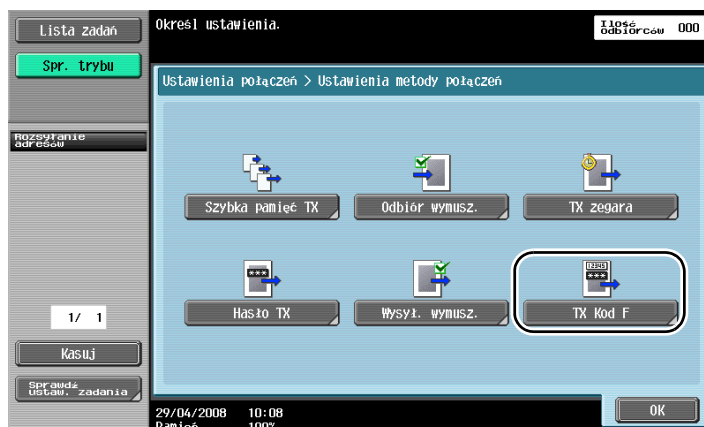 Lista zadań
Określ ustawienia.
Ilość
odbiorców
000
Spr. trybu
Ustawienia połączeń > Ustawienia metody połączeń
Rozsyłanie
adresów
Szybka pamięć TX
Odbiór wymusz.
TX zegara
12345
***
***
Hasło TX
Wysył. wymusz.
TX Kod F
1/ 1
Kasuj
Sprawdź
ustaw. zadania
29/04/2008 10:08
OK
Pamięć 100%